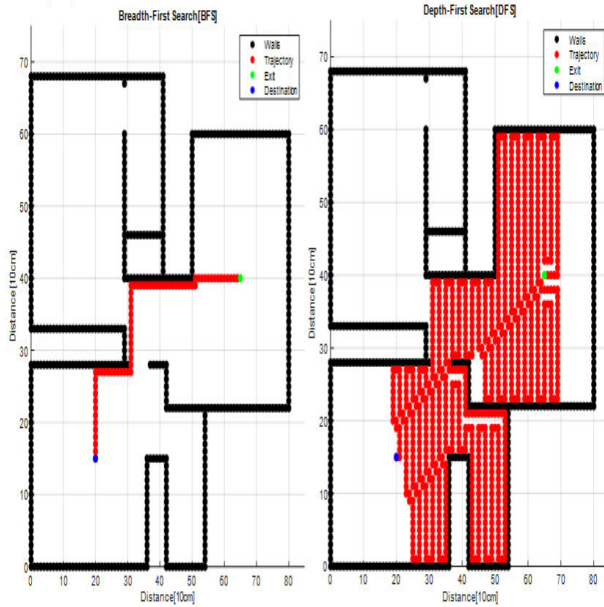 Breadth-First Search[BFS]
Walls
Trajectory
Exit
Destination
70
60
50
40
30
20
10
0
Distance[10cm]
0 10 20 30 40 50 60 70 80
Distance[10cm]
Depth-First Search[DFS]
Walls
Trajectory
Exit
Destination
70
60
50
40
30
20
10
0
Distance[10cm]
0 10 20 30 40 50 60 70 80
Distance[10cm]